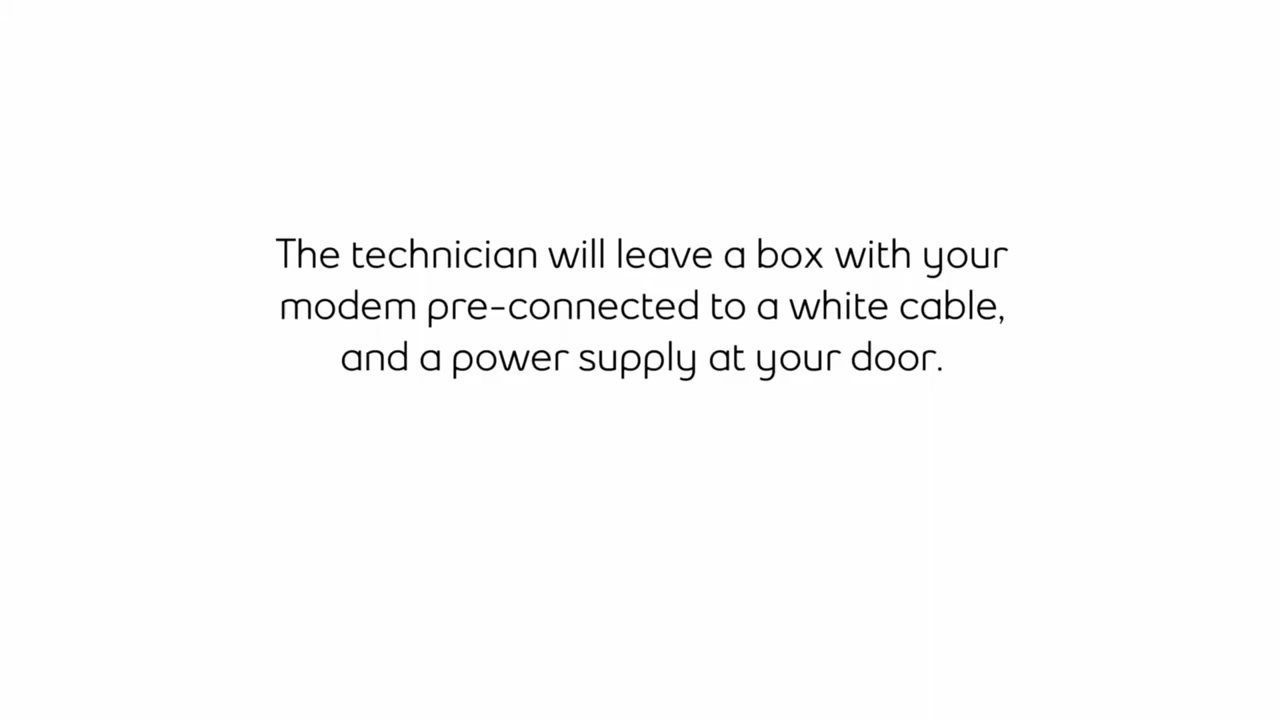 The technician will leave a box with your
modem pre-connected to a white cable,
and a power supply at your door.